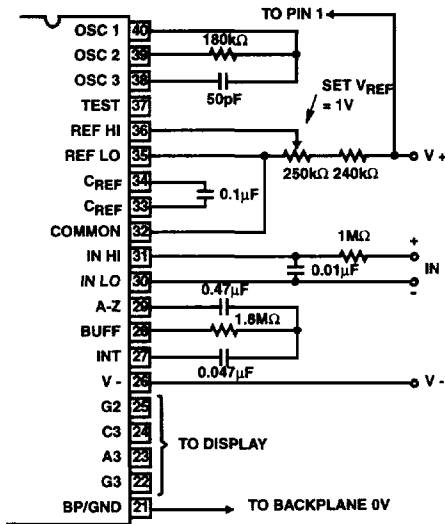 TO PIN 1
OSC 1 40
180kΩ
OSC 2 39
OSC 3 38
50pF
TEST 37
SET VREF
= 1V
REF HI 36
REF LO 35
V +
250kΩ 240kΩ
CREF 34
0.1µF
CREF 33
COMMON 32
1MΩ
+
IN HI 31
0.01µF
IN
IN LO 30
-
0.47µF
A-Z 29
1.8MΩ
BUFF 28
INT 27
0.047µF
V - 26
V -
G2 25
C3 24
TO DISPLAY
A3 23
G3 22
BP/GND 21
TO BACKPLANE 0V